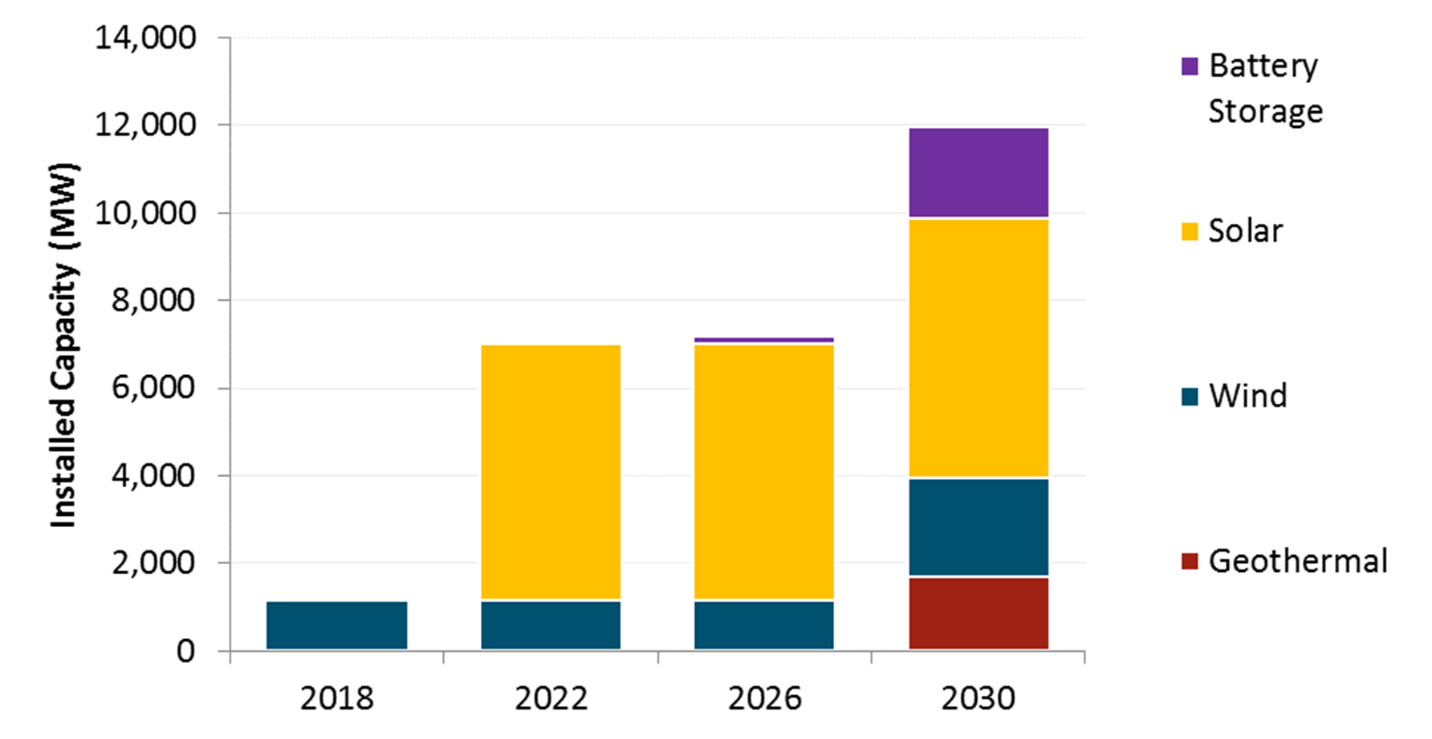 Installed Capacity (MW)
14,000
12,000
10,000
8,000
6,000
4,000
2,000
0
2018
2022
2026
2030
Battery
Storage
Solar
Wind
Geothermal